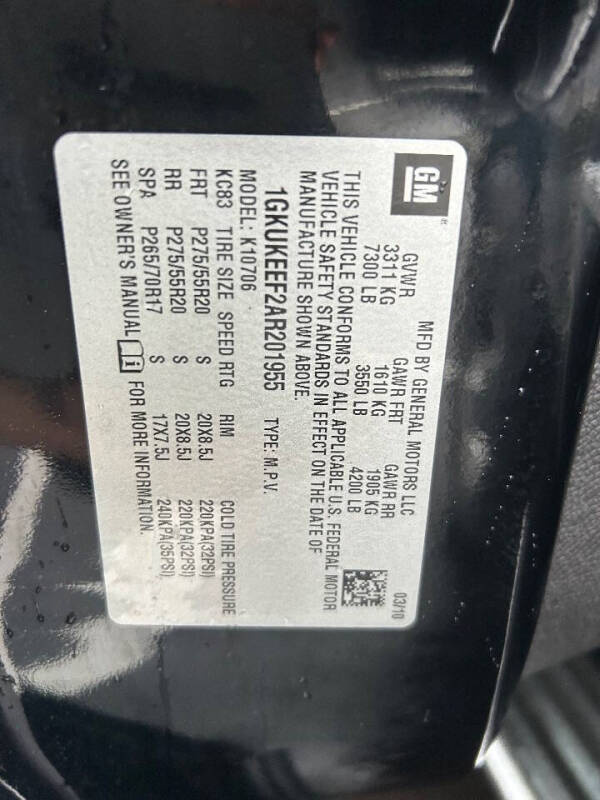 GM ®
MFD BY GENERAL MOTORS LLC 03/10
GVWR GAWR FRT GAWR RR
3311 KG 1610 KG 1905 KG
7300 LB 3550 LB 4200 LB
THIS VEHICLE CONFORMS TO ALL APPLICABLE U.S. FEDERAL MOTOR
VEHICLE SAFETY STANDARDS IN EFFECT ON THE DATE OF
MANUFACTURE SHOWN ABOVE.
1GKUKEEF2AR201955 TYPE: M.P.V.
MODEL: K10706
KC83 TIRE SIZE SPEED RTG RIM COLD TIRE PRESSURE
FRT P275/55R20 S 20X8.5J 220KPA(32PSI)
RR P275/55R20 S 20X8.5J 220KPA(32PSI)
SPA P265/70R17 S 17X7.5J 240KPA(35PSI)
SEE OWNER'S MANUAL i FOR MORE INFORMATION.